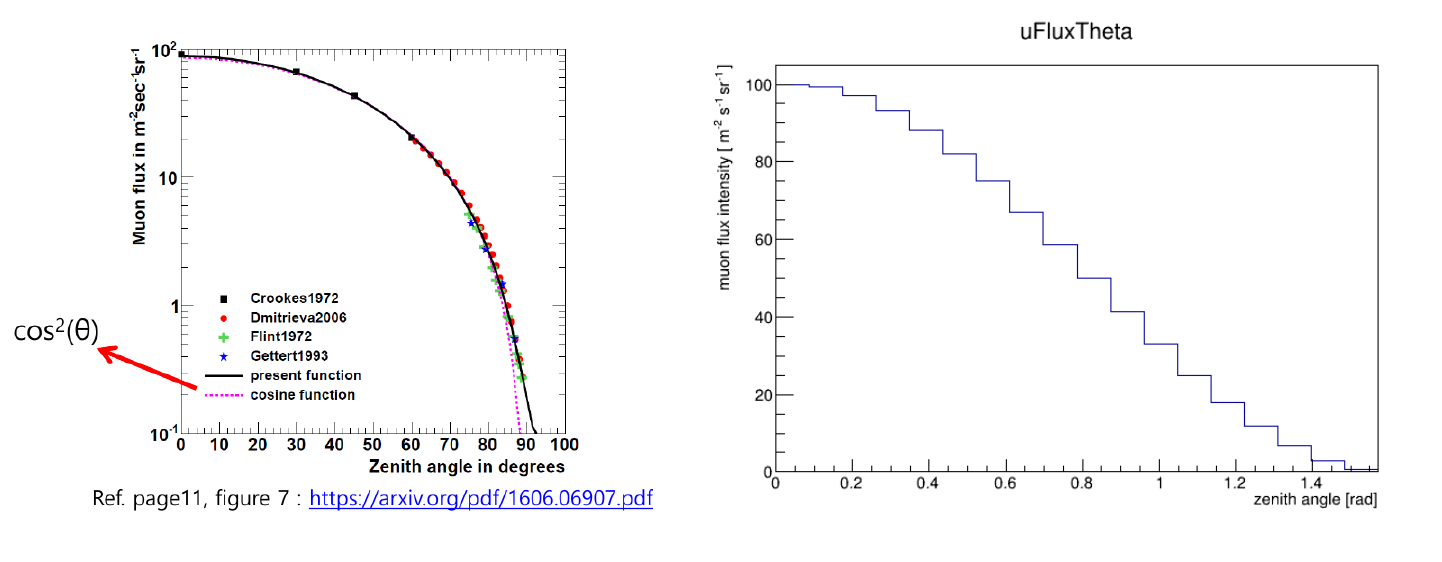 uFluxTheta
10²
10
1
10⁻¹
Muon flux in m⁻²sec⁻¹sr⁻¹
Crookes1972
Dmitrieva2006
Flint1972
Gettert1993
present function
cosine function
cos²(θ)
0 10 20 30 40 50 60 70 80 90 100
Zenith angle in degrees
Ref. page11, figure 7 : https://arxiv.org/pdf/1606.06907.pdf
muon flux intensity [ m⁻² s⁻¹ sr⁻¹ ]
100
80
60
40
20
0
0 0.2 0.4 0.6 0.8 1 1.2 1.4
zenith angle [rad]